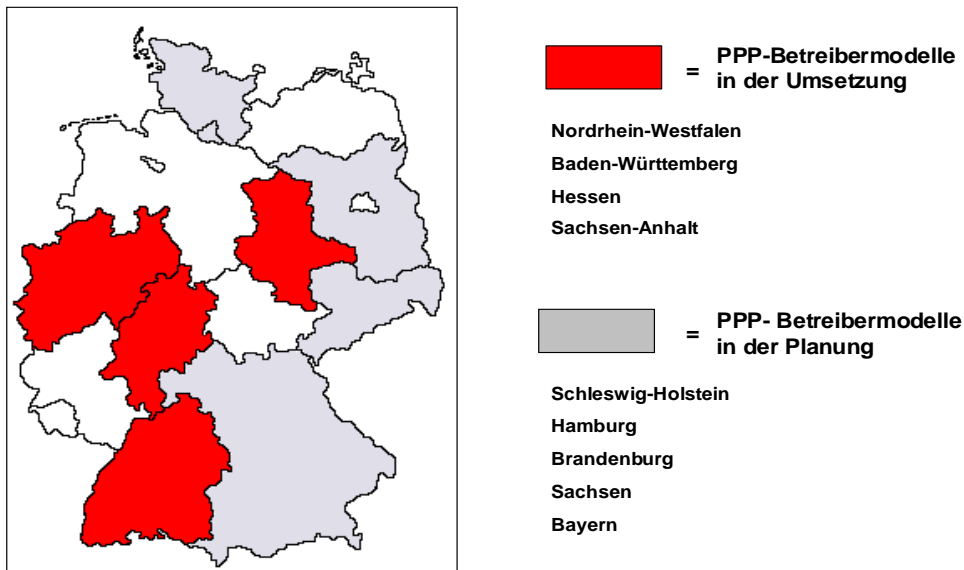 = PPP-Betreibermodelle
in der Umsetzung
Nordrhein-Westfalen
Baden-Württemberg
Hessen
Sachsen-Anhalt
= PPP- Betreibermodelle
in der Planung
Schleswig-Holstein
Hamburg
Brandenburg
Sachsen
Bayern